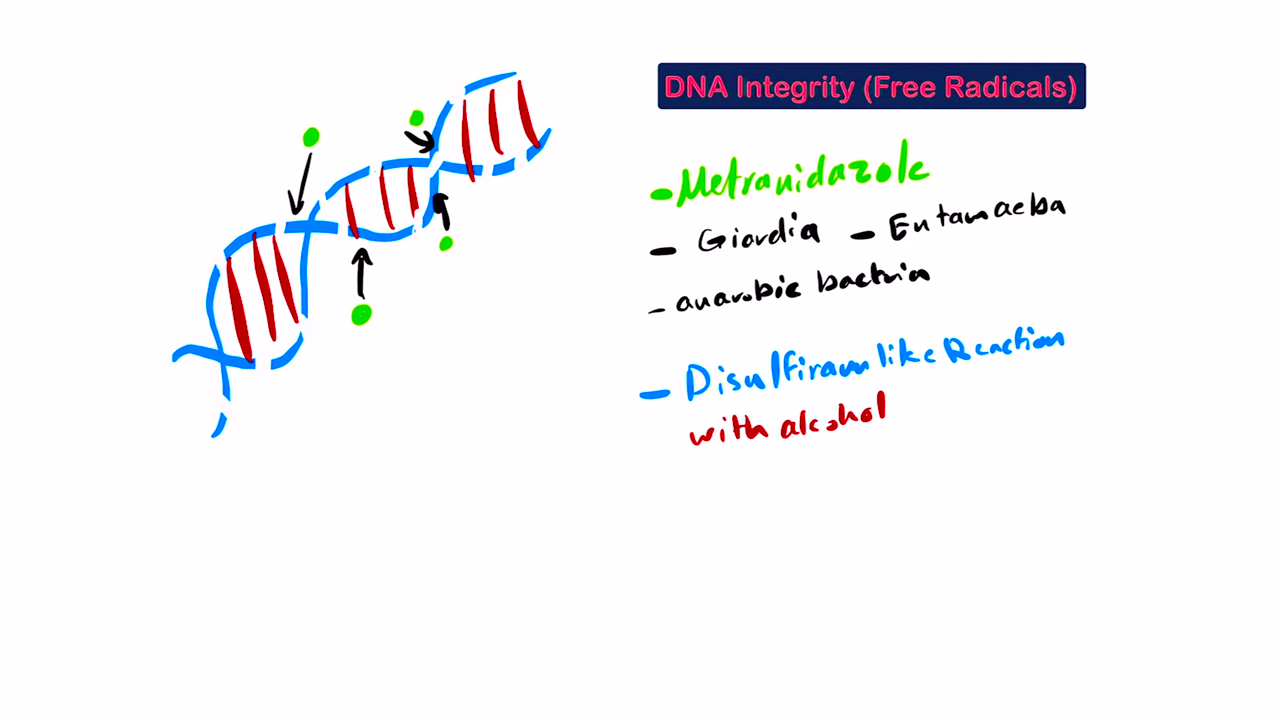 DNA Integrity (Free Radicals)
- Metranidazole
- Giardia - Entamaeba
- anarobic bactria
- Disulfiram like Reaction
with alcohol